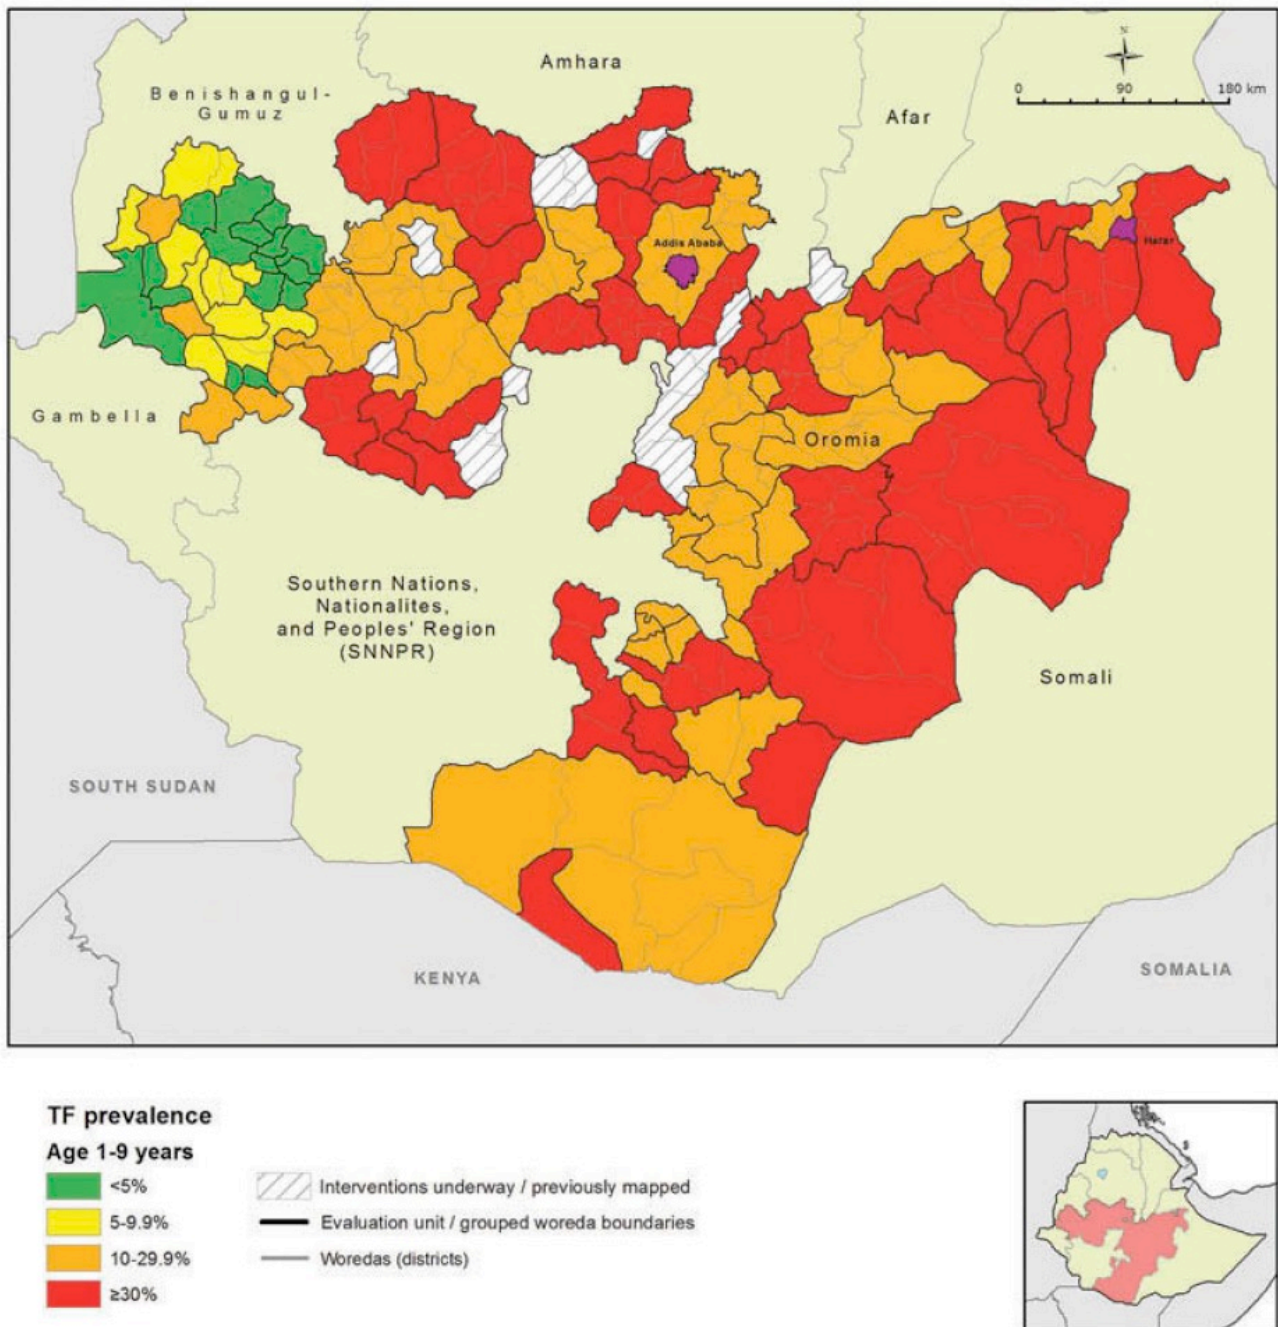 N
0 90 180 km
Amhara
Benishangul-
Gumuz
Afar
Addis Ababa
Harar
Gambella
Oromia
Southern Nations,
Nationalites,
and Peoples' Region
(SNNPR)
Somali
SOUTH SUDAN
KENYA
SOMALIA
TF prevalence
Age 1-9 years
<5%
5-9.9%
10-29.9%
≥30%
Interventions underway / previously mapped
Evaluation unit / grouped woreda boundaries
Woredas (districts)